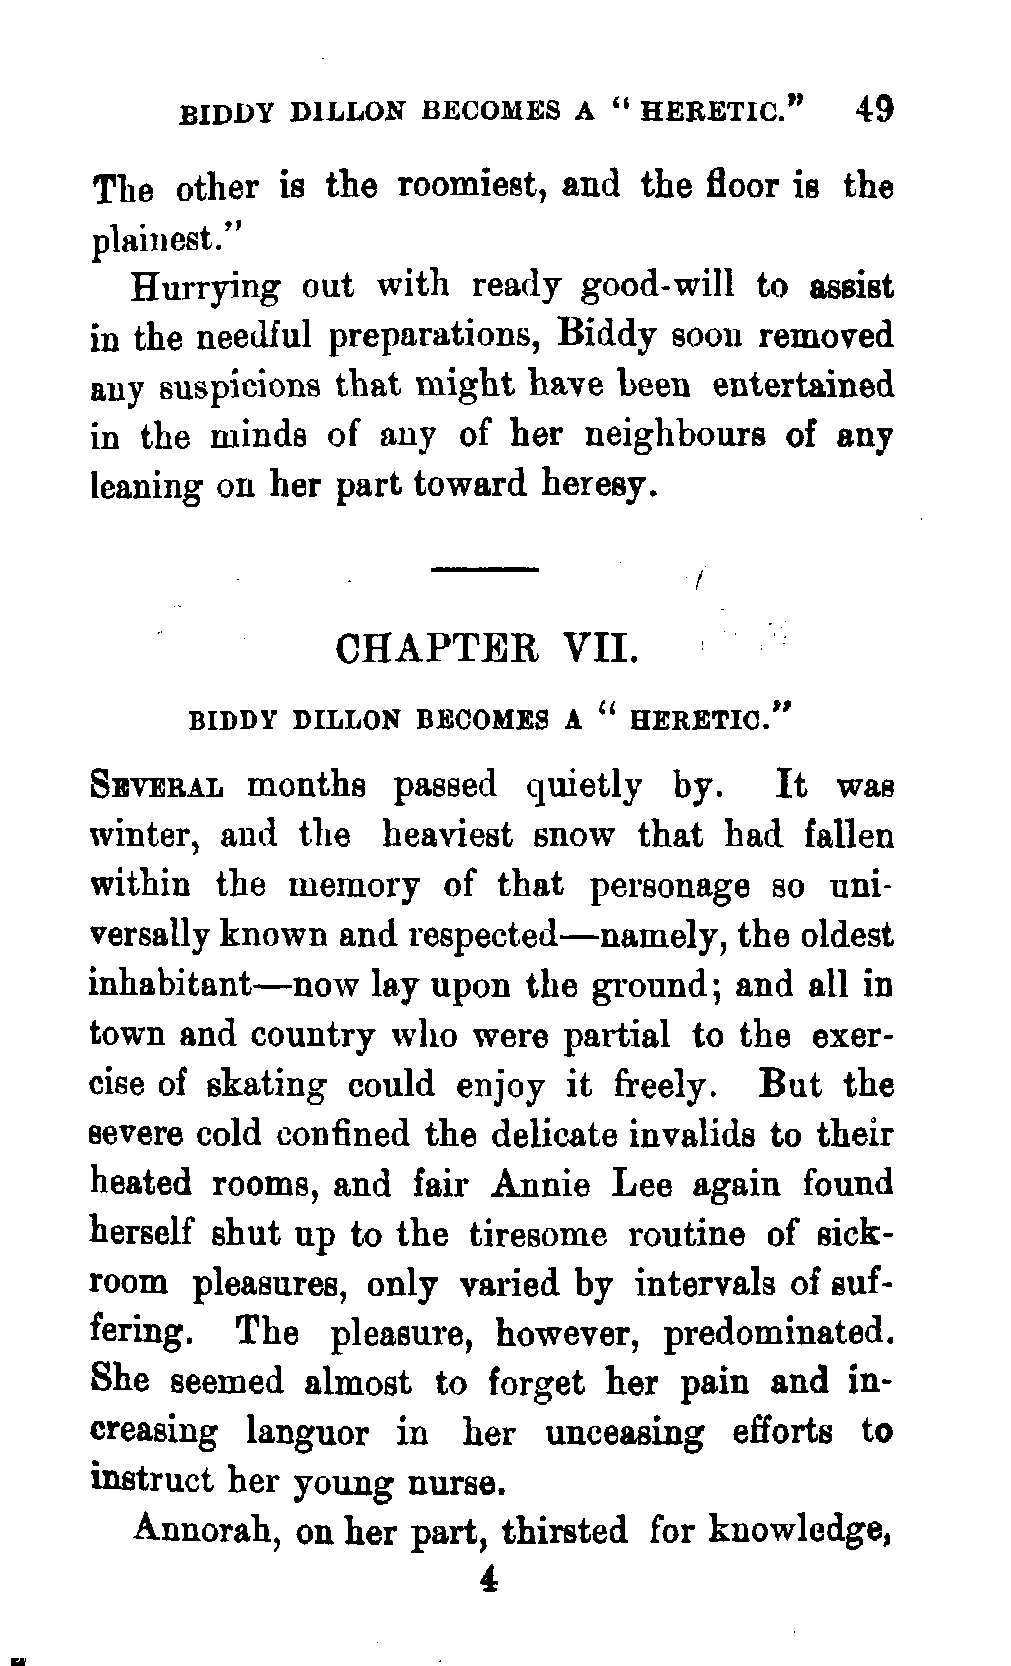 BIDDY DILLON BECOMES A " HERETIC." 49
The other is the roomiest, and the floor is the
plainest."
Hurrying out with ready good-will to assist
in the needful preparations, Biddy soon removed
any suspicions that might have been entertained
in the minds of any of her neighbours of any
leaning on her part toward heresy.
CHAPTER VII.
BIDDY DILLON BECOMES A " HERETIC."
SEVERAL months passed quietly by. It was
winter, and the heaviest snow that had fallen
within the memory of that personage so uni-
versally known and respected—namely, the oldest
inhabitant—now lay upon the ground; and all in
town and country who were partial to the exer-
cise of skating could enjoy it freely. But the
severe cold confined the delicate invalids to their
heated rooms, and fair Annie Lee again found
herself shut up to the tiresome routine of sick-
room pleasures, only varied by intervals of suf-
fering. The pleasure, however, predominated.
She seemed almost to forget her pain and in-
creasing languor in her unceasing efforts to
instruct her young nurse.
Annorah, on her part, thirsted for knowledge,
4